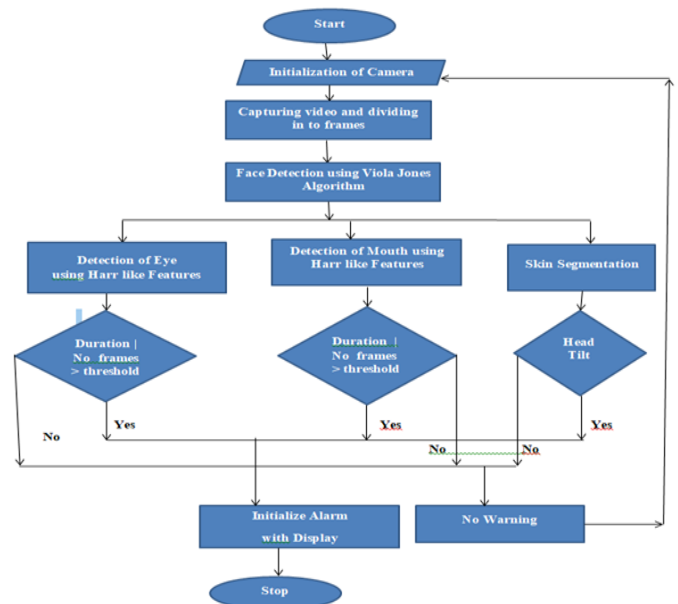 Start
Initialization of Camera
Capturing video and dividing
in to frames
Face Detection using Viola Jones
Algorithm
Detection of Eye
using Harr like Features
Detection of Mouth using
Harr like Features
Skin Segmentation
Duration |
No frames
> threshold
Duration |
No frames
> threshold
Head
Tilt
No
Yes
Yes
No
No
Yes
Initialize Alarm
with Display
No Warning
Stop